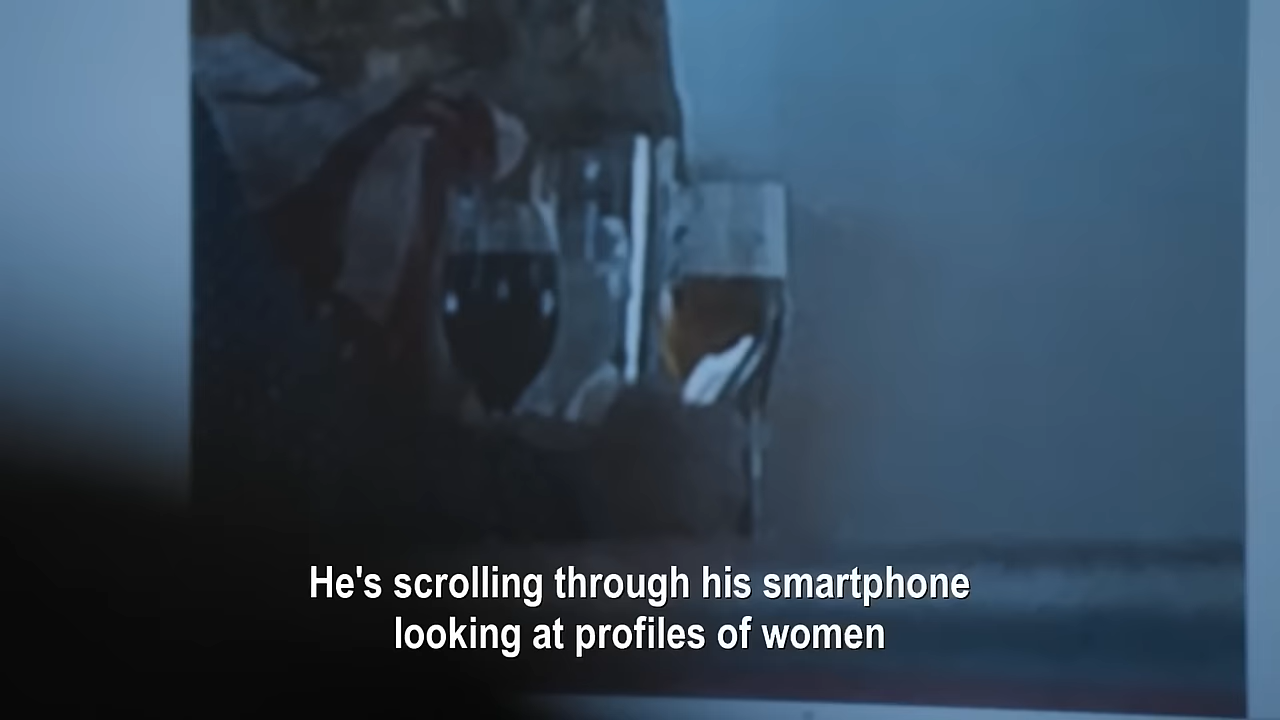 He's scrolling through his smartphone
looking at profiles of women